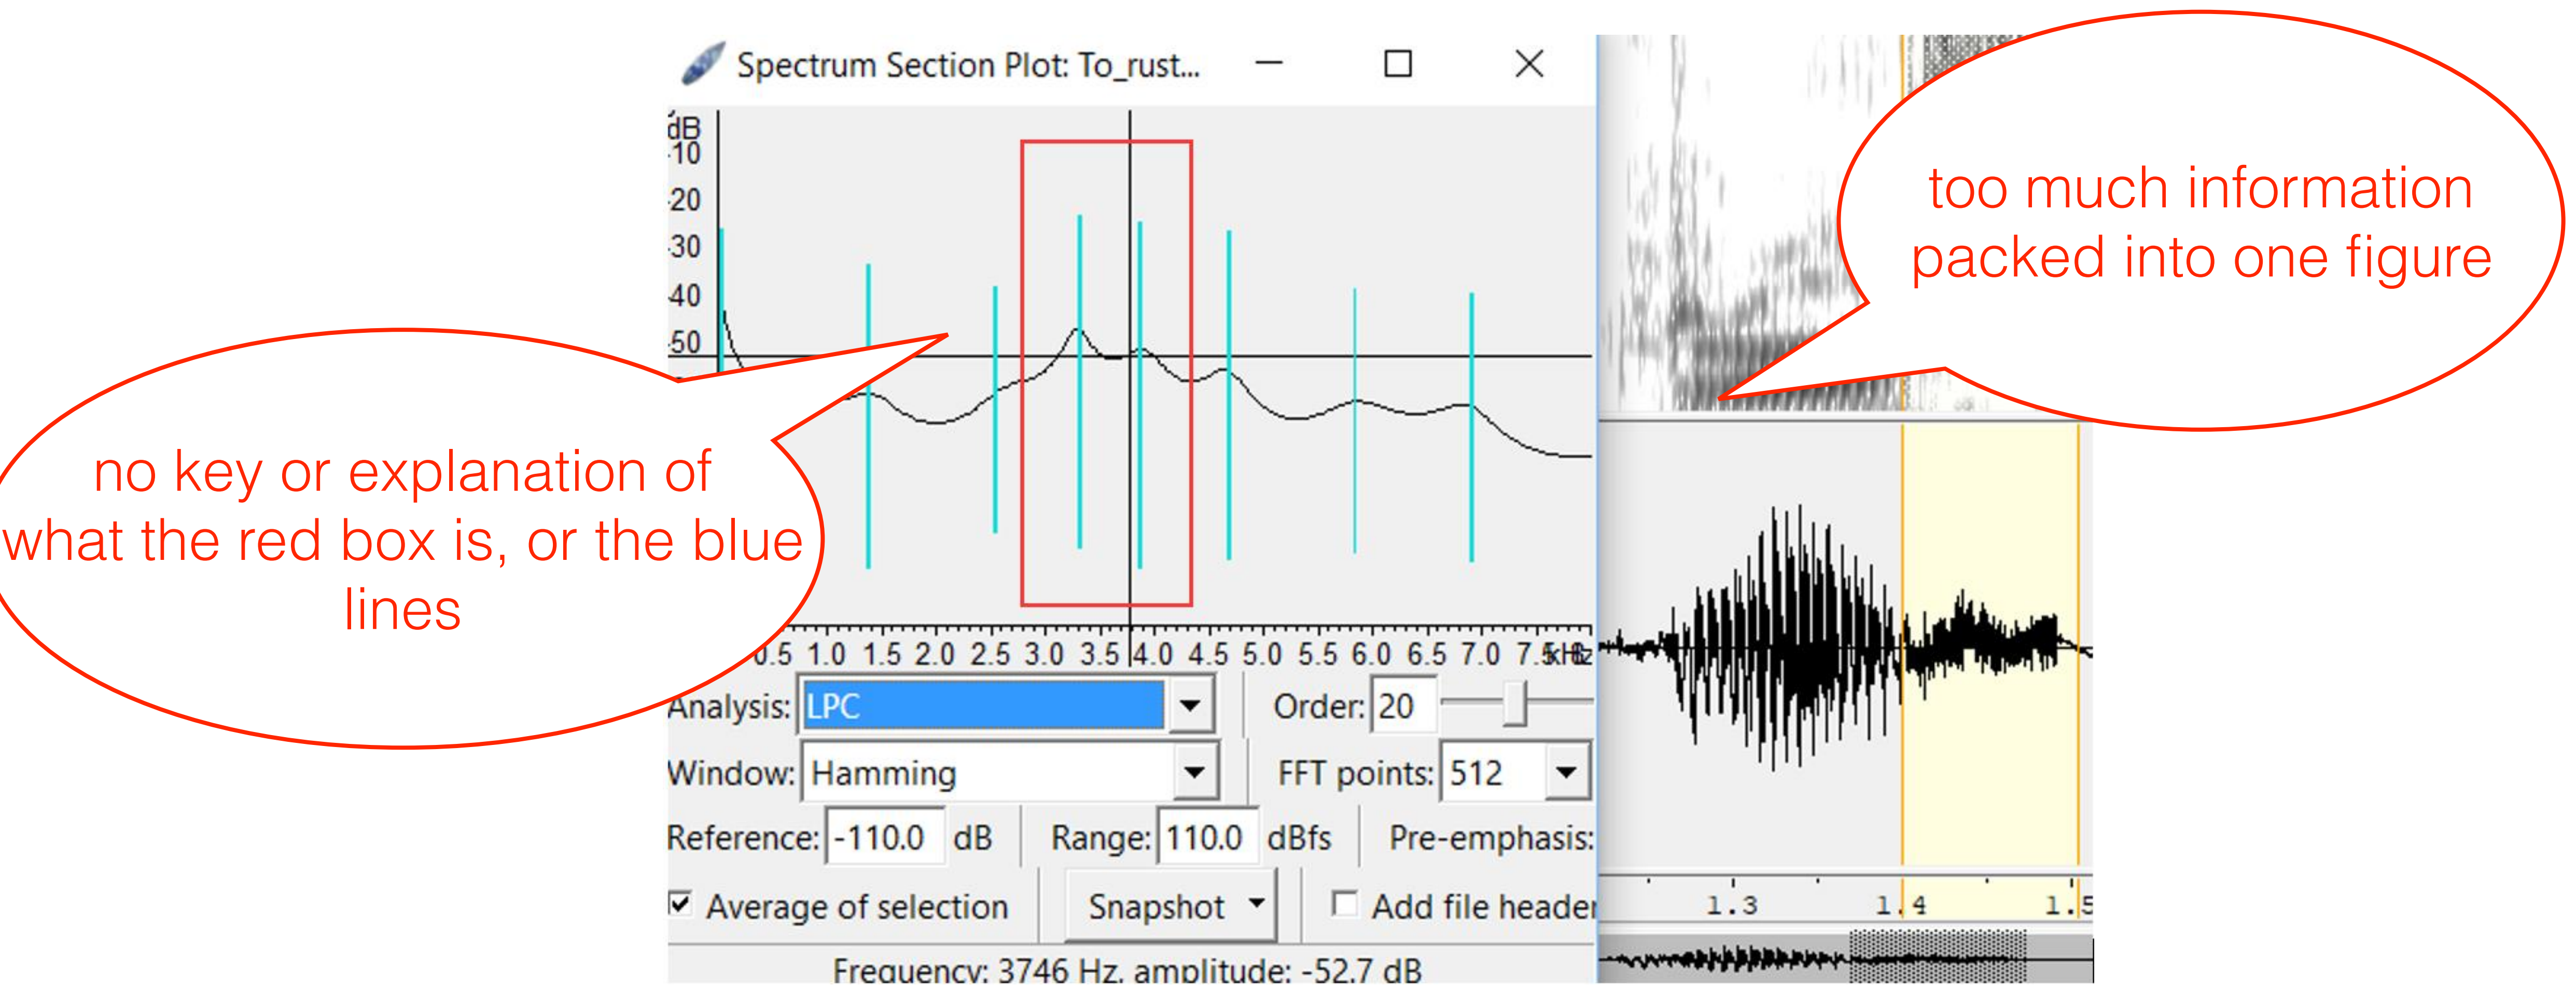 Spectrum Section Plot: To_rust...
dB
-10
-20
-30
-40
-50
too much information
packed into one figure
no key or explanation of
what the red box is, or the blue
lines
0.5 1.0 1.5 2.0 2.5 3.0 3.5 4.0 4.5 5.0 5.5 6.0 6.5 7.0 7.5 kHz
Analysis: LPC Order: 20
Window: Hamming FFT points: 512
Reference: -110.0 dB Range: 110.0 dBfs Pre-emphasis:
Average of selection Snapshot Add file header
Frequency: 3746 Hz, amplitude: -52.7 dB
1.3 1.4 1.5